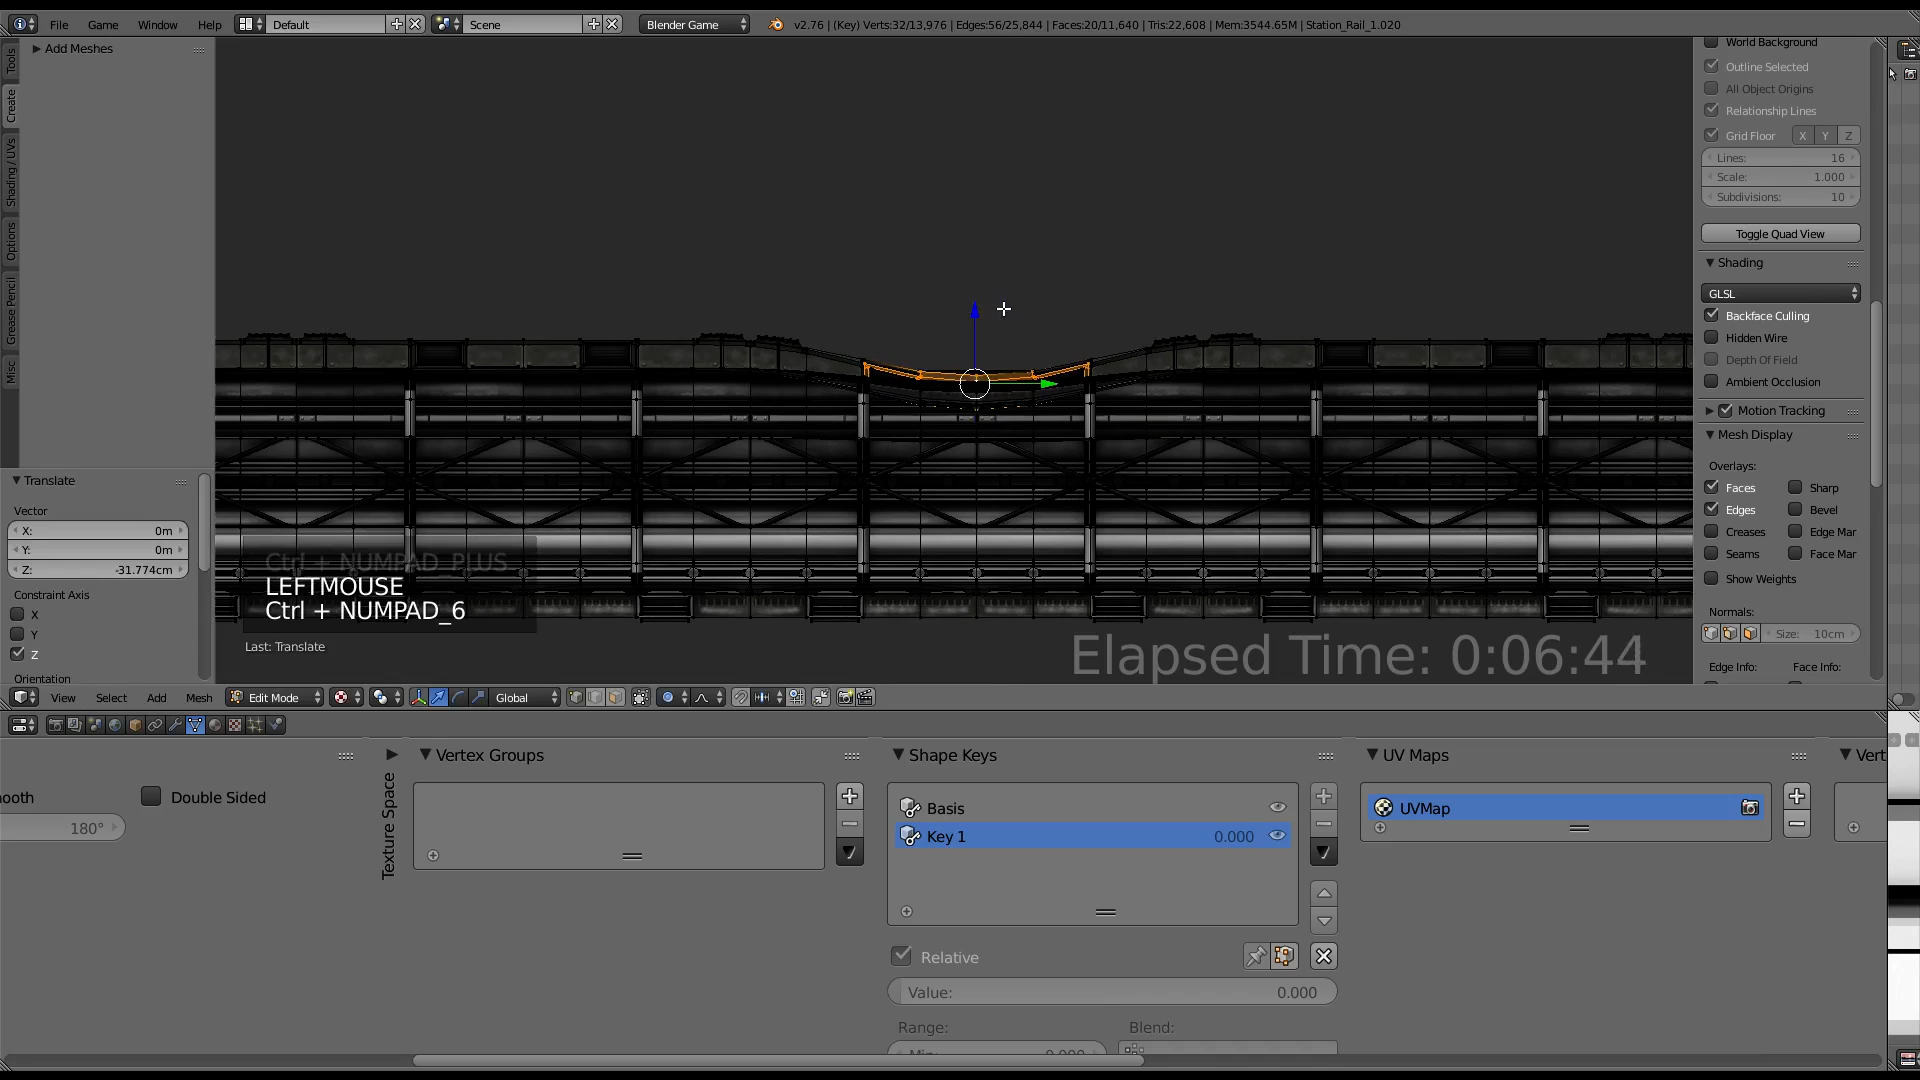 File Game Window Help Default Scene Blender Game v2.76 | (Key) Verts:32/13,976 | Edges:56/25,844 | Faces:20/11,640 | Tris:22,608 | Mem:3544.65M | Station_Rail_1.020
Add Meshes
Tools
Create
Shading / UVs
Options
Grease Pencil
Misc
World Background
Outline Selected
All Object Origins
Relationship Lines
Grid Floor X Y Z
Lines: 16
Scale: 1.000
Subdivisions: 10
Toggle Quad View
Shading
GLSL
Backface Culling
Hidden Wire
Depth Of Field
Ambient Occlusion
Motion Tracking
Mesh Display
Overlays:
Faces Sharp
Edges Bevel
Creases Edge Mar
Seams Face Mar
Show Weights
Normals:
Size: 10cm
Edge Info: Face Info:
Translate
Vector
X: 0m
Y: 0m
Z: -31.774m
Constraint Axis
X
Y
Z
Orientation
Ctrl + NUMPAD_PLUS
LEFTMOUSE
Ctrl + NUMPAD_6
Last: Translate
Elapsed Time: 0:06:44
View Select Add Mesh Edit Mode Global
ooth
180°
Double Sided
Texture Space
Vertex Groups
Shape Keys
Basis
Key 1 0.000
Relative
Value: 0.000
Range: Blend:
UV Maps
UVMap
Vert